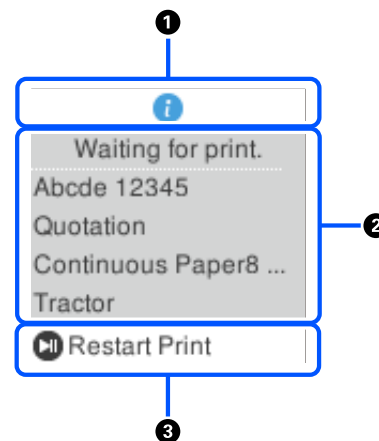 1
i
Waiting for print.
Abcde 12345
Quotation
Continuous Paper8 ...
Tractor
2
Restart Print
3